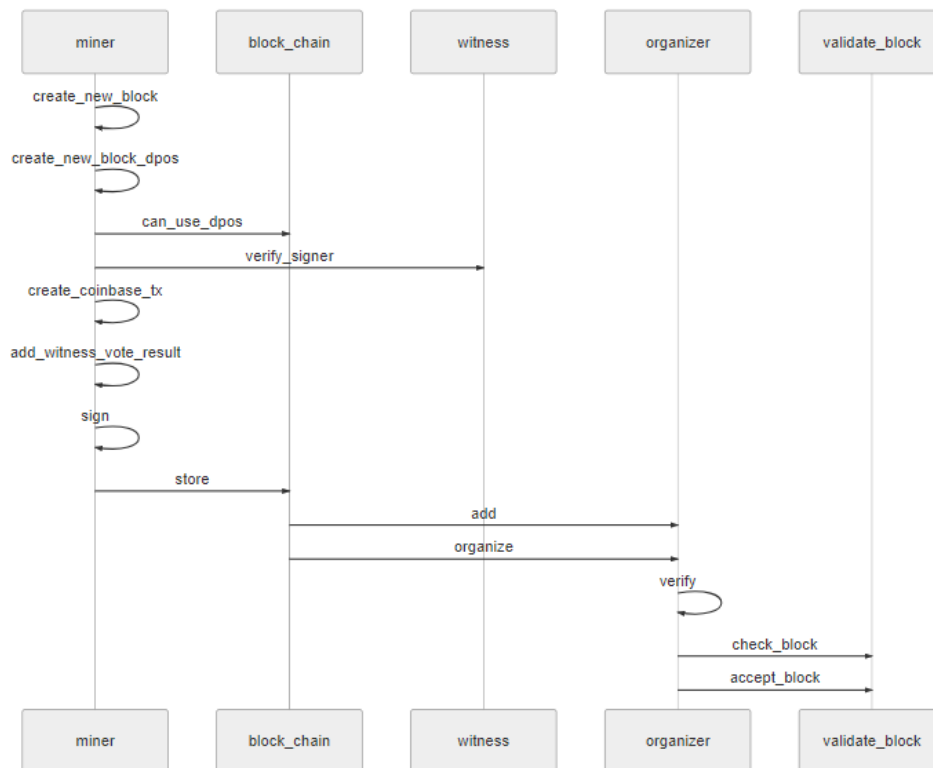 miner block_chain witness organizer validate_block
create_new_block
create_new_block_dpos
can_use_dpos
verify_signer
create_coinbase_tx
add_witness_vote_result
sign
store
add
organize
verify
check_block
accept_block
miner block_chain witness organizer validate_block